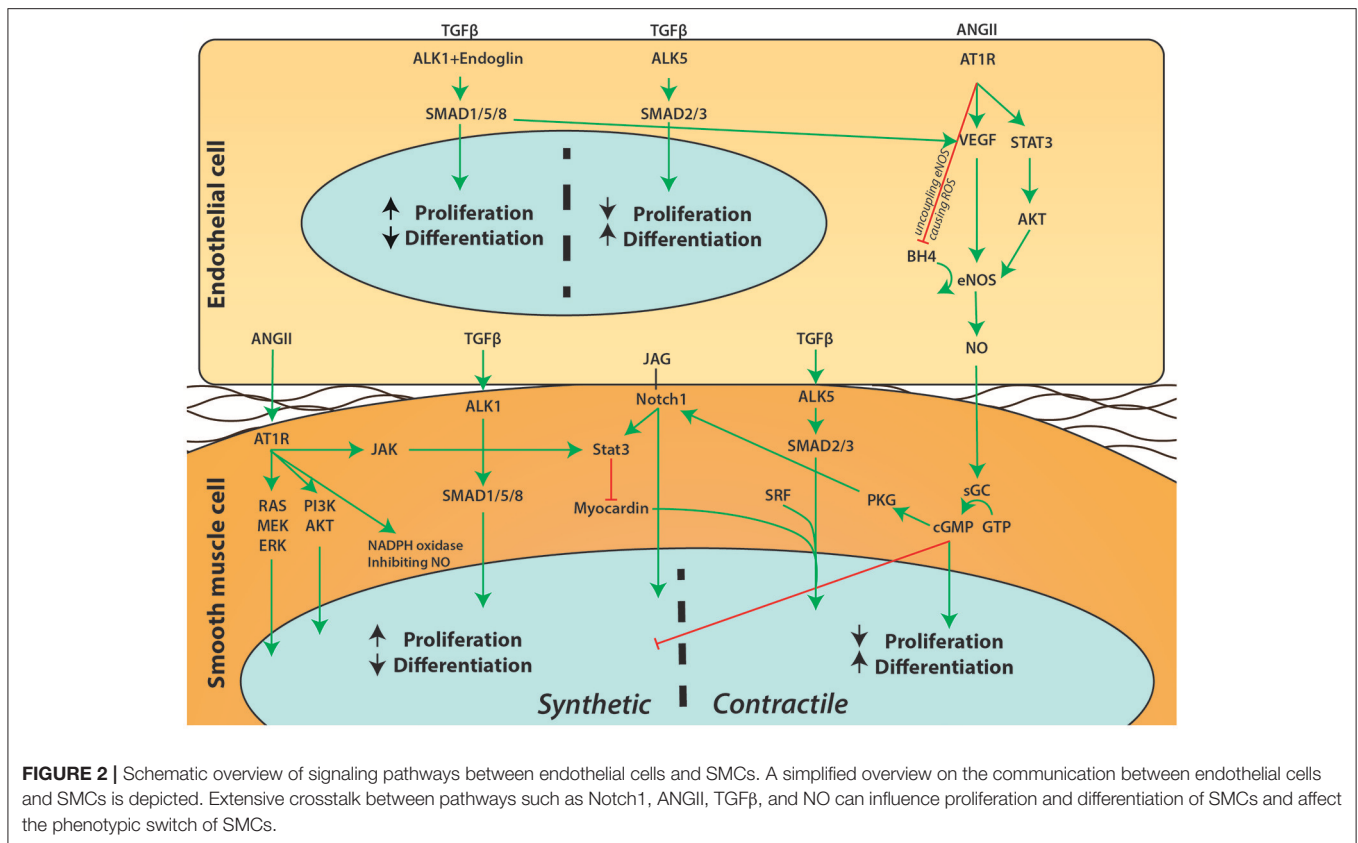 TGFβ
TGFβ
ANGII
ALK1+Endoglin
ALK5
AT1R
SMAD1/5/8
SMAD2/3
VEGF
STAT3
uncoupling eNOS
causing ROS
AKT
BH4
eNOS
NO
Proliferation
Differentiation
Proliferation
Differentiation
Endothelial cell
ANGII
TGFβ
JAG
TGFβ
ALK1
Notch1
ALK5
AT1R
JAK
Stat3
SMAD2/3
RAS
MEK
ERK
PI3K
AKT
SMAD1/5/8
Myocardin
SRF
PKG
sGC
cGMP
GTP
NADPH oxidase
Inhibiting NO
Smooth muscle cell
Proliferation
Differentiation
Proliferation
Differentiation
Synthetic
Contractile
FIGURE 2 | Schematic overview of signaling pathways between endothelial cells and SMCs. A simplified overview on the communication between endothelial cells
and SMCs is depicted. Extensive crosstalk between pathways such as Notch1, ANGII, TGFβ, and NO can influence proliferation and differentiation of SMCs and affect
the phenotypic switch of SMCs.